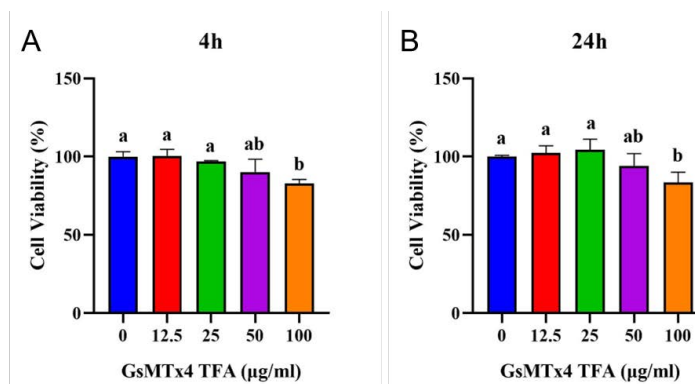 A
4h
Cell Viability (%)
150
100
50
0
a
a
a
ab
b
0 12.5 25 50 100
GsMTx4 TFA (μg/ml)
B
24h
Cell Viability (%)
150
100
50
0
a
a
a
ab
b
0 12.5 25 50 100
GsMTx4 TFA (μg/ml)